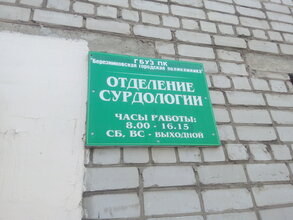 ГБУЗ ПК
"Березниковская городская поликлиника"
ОТДЕЛЕНИЕ
СУРДОЛОГИИ
ЧАСЫ РАБОТЫ:
8.00 - 16.15
СБ, ВС - ВЫХОДНОЙ